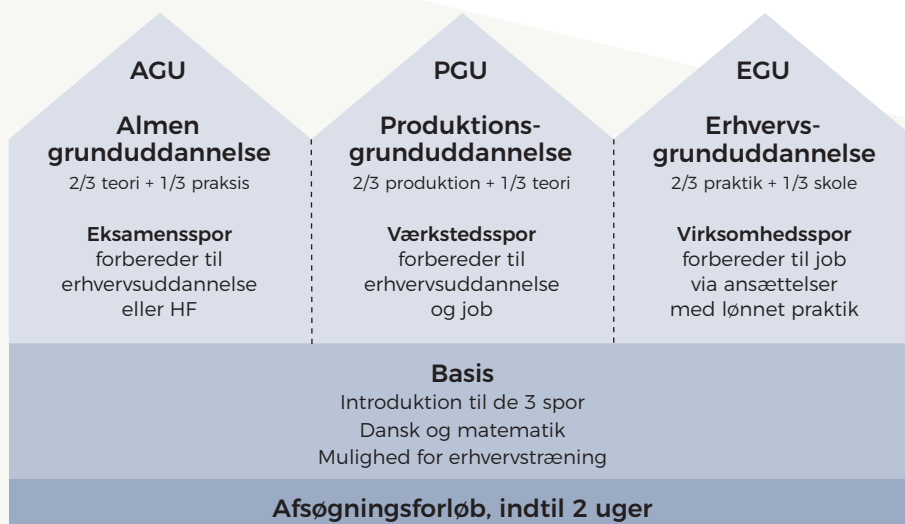 AGU
Almen
grunduddannelse
2/3 teori + 1/3 praksis
Eksamensspor
forbereder til
erhvervsuddannelse
eller HF
PGU
Produktions-
grunduddannelse
2/3 produktion + 1/3 teori
Værkstedsspor
forbereder til
erhvervsuddannelse
og job
EGU
Erhvervs-
grunduddannelse
2/3 praktik + 1/3 skole
Virksomhedsspor
forbereder til job
via ansættelser
med lønnet praktik
Basis
Introduktion til de 3 spor
Dansk og matematik
Mulighed for erhvervstræning
Afsøgningsforløb, indtil 2 uger